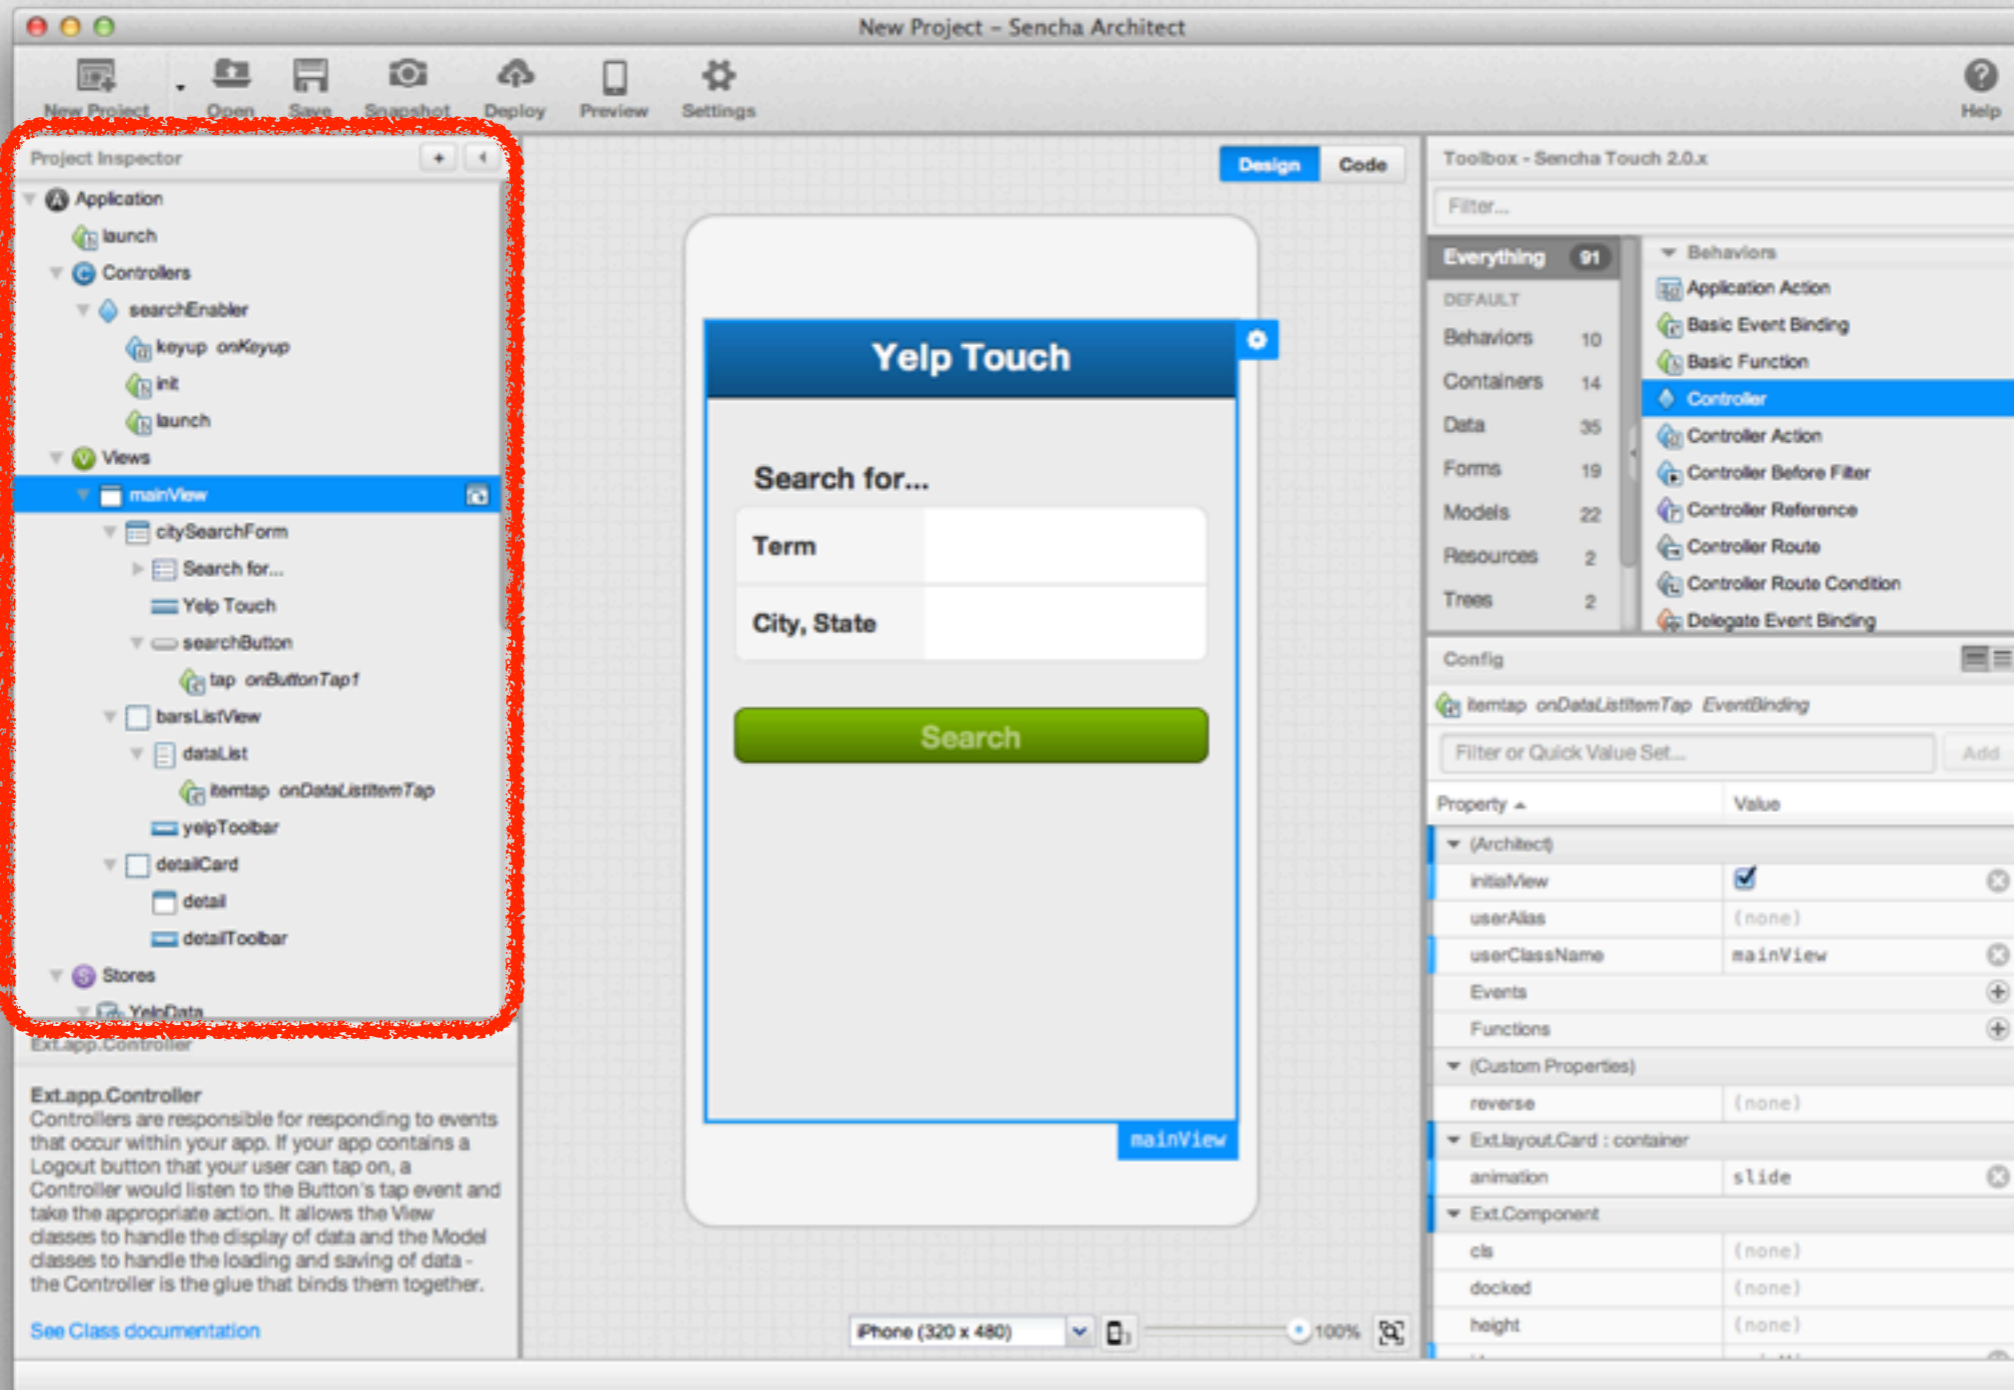 New Project – Sencha Architect
New Project
Open
Save
Snapshot
Deploy
Preview
Settings
Help
Project Inspector
Application
launch
Controllers
searchEnabler
keyup onKeyup
init
launch
Views
mainView
citySearchForm
Search for...
Yelp Touch
searchButton
tap onButtonTap1
barsListView
dataList
itemtap onDataListItemTap
yelpToolbar
detailCard
detail
detailToolbar
Stores
YelpData
Ext.app.Controller
Ext.app.Controller
Controllers are responsible for responding to events
that occur within your app. If your app contains a
Logout button that your user can tap on, a
Controller would listen to the Button's tap event and
take the appropriate action. It allows the View
classes to handle the display of data and the Model
classes to handle the loading and saving of data -
the Controller is the glue that binds them together.
See Class documentation
Design
Code
Yelp Touch
Search for...
Term
City, State
Search
mainView
iPhone (320 x 480)
100%
Toolbox - Sencha Touch 2.0.x
Filter...
Everything 91
DEFAULT
Behaviors 10
Containers 14
Data 35
Forms 19
Models 22
Resources 2
Trees 2
Behaviors
Application Action
Basic Event Binding
Basic Function
Controller
Controller Action
Controller Before Filter
Controller Reference
Controller Route
Controller Route Condition
Delegate Event Binding
Config
itemtap onDataListItemTap EventBinding
Filter or Quick Value Set...
Add
Property Value
(Architect)
initialView
userAlias (none)
userClassName mainView
Events
Functions
(Custom Properties)
reverse (none)
Ext.layout.Card : container
animation slide
Ext.Component
cls (none)
docked (none)
height (none)